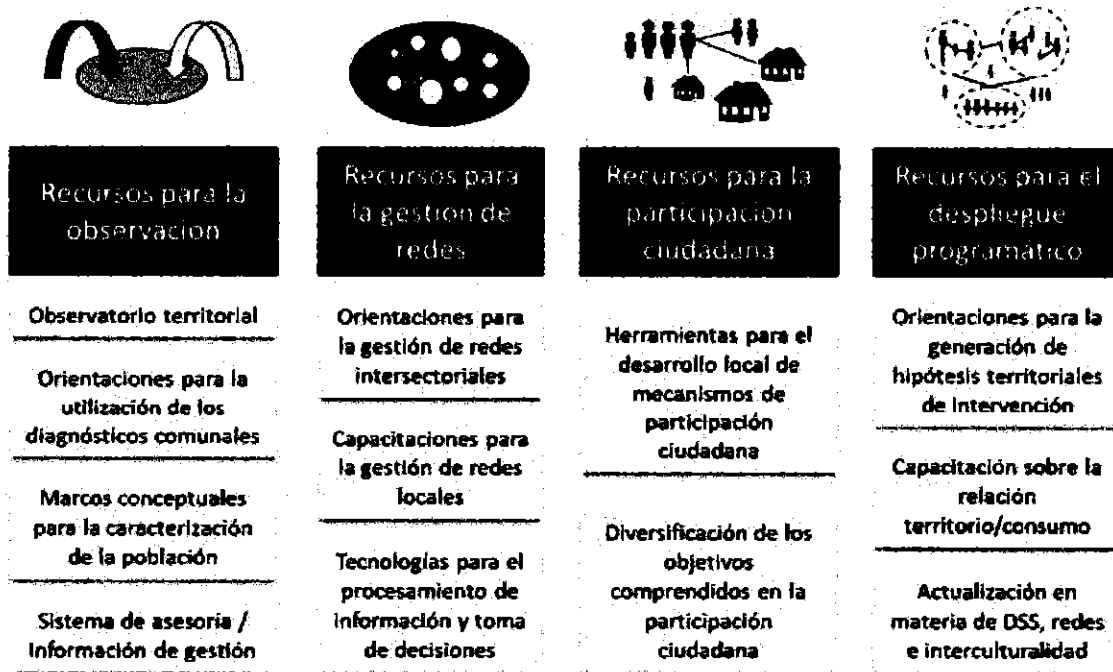 Recursos para la
observacion
Observatorio territorial
Orientaciones para la
utilización de los
diagnósticos comunales
Marcos conceptuales
para la caracterización
de la población
Sistema de asesoria /
información de gestión
Recursos para
la gestion de
redes
Orientaciones para
la gestión de redes
intersectoriales
Capacitaciones para
la gestión de redes
locales
Tecnologías para el
procesamiento de
información y toma
de decisiones
Recursos para la
participacion
ciudadana
Herramientas para el
desarrollo local de
mecanismos de
participación
ciudadana
Diversificación de los
objetivos
comprendidos en la
participación
ciudadana
Recursos para el
despliegue
programático
Orientaciones para la
generación de
hipótesis territoriales
de intervención
Capacitación sobre la
relación
territorio/consumo
Actualización en
materia de DSS, redes
e interculturalidad